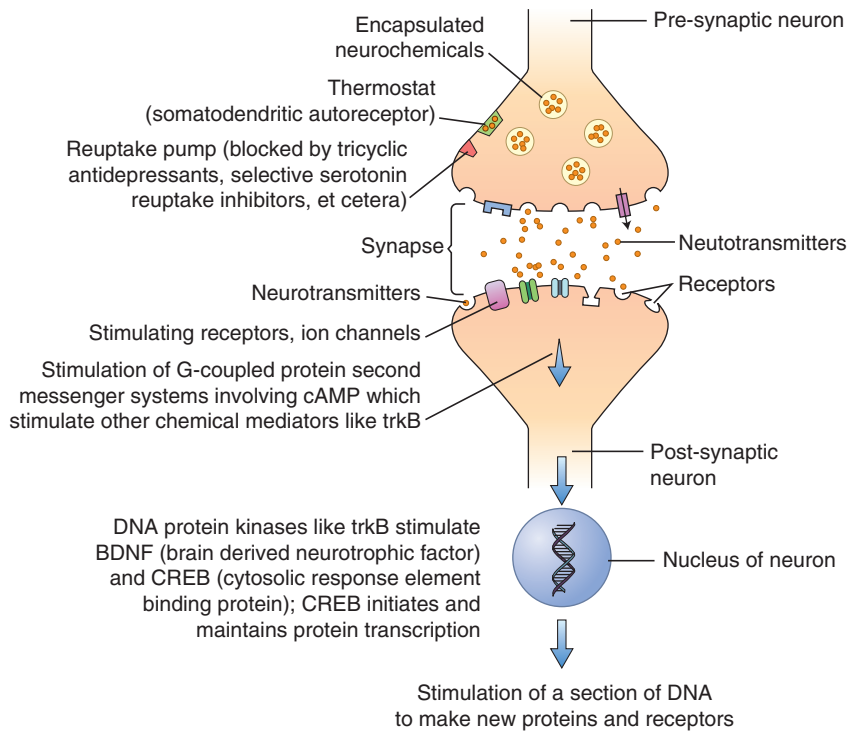 Encapsulated
neurochemicals
Pre-synaptic neuron
Thermostat
(somatodendritic autoreceptor)
Reuptake pump (blocked by tricyclic
antidepressants, selective serotonin
reuptake inhibitors, et cetera)
Synapse
Neutotransmitters
Receptors
Neurotransmitters
Stimulating receptors, ion channels
Stimulation of G-coupled protein second
messenger systems involving cAMP which
stimulate other chemical mediators like trkB
Post-synaptic
neuron
DNA protein kinases like trkB stimulate
BDNF (brain derived neurotrophic factor)
and CREB (cytosolic response element
binding protein); CREB initiates and
maintains protein transcription
Nucleus of neuron
Stimulation of a section of DNA
to make new proteins and receptors